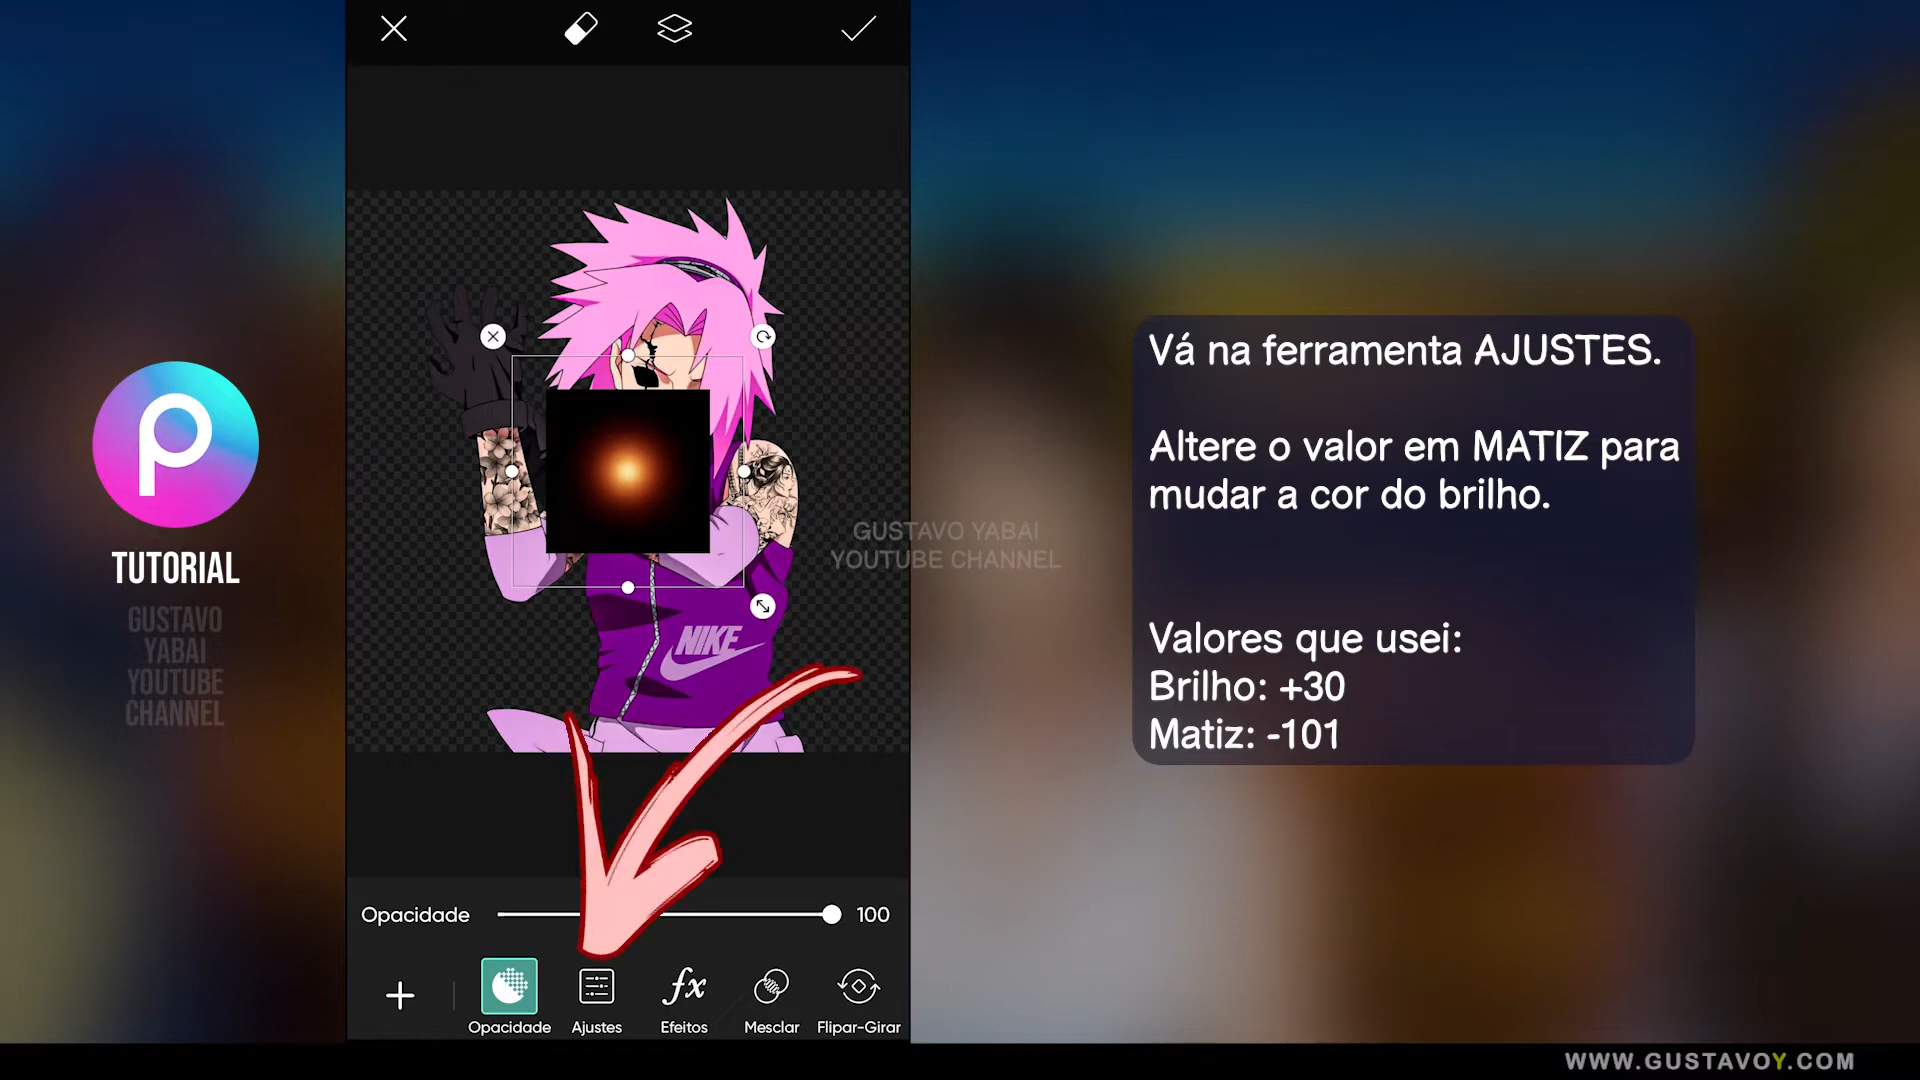 TUTORIAL
GUSTAVO
YABAI
YOUTUBE
CHANNEL
NIKE
Opacidade
100
Opacidade
Ajustes
fx
Efeitos
Mesclar
Flipar-Girar
GUSTAVO YABAI
YOUTUBE CHANNEL
Vá na ferramenta AJUSTES.
Altere o valor em MATIZ para
mudar a cor do brilho.
Valores que usei:
Brilho: +30
Matiz: -101
WWW.GUSTAVOY.COM